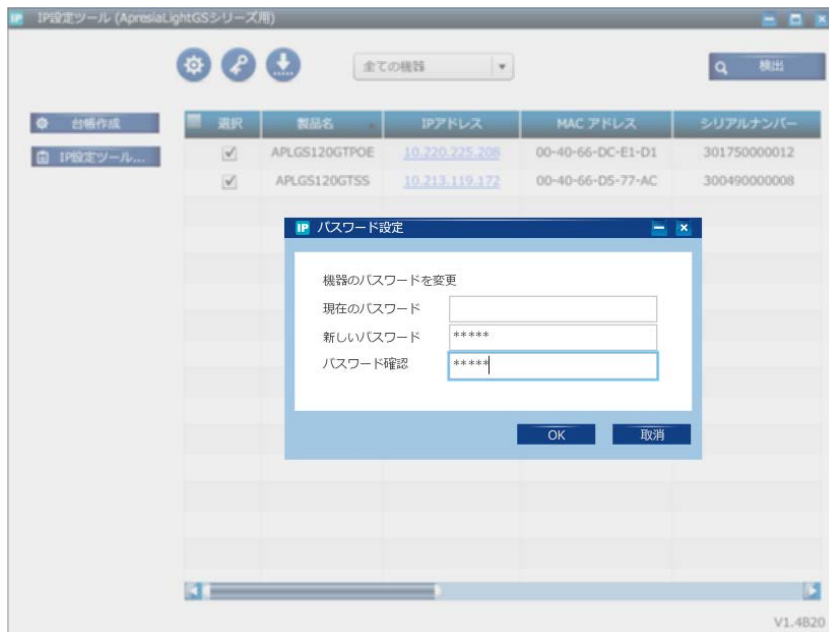 IP IP設定ツール (ApresiaLightGSシリーズ用)
全ての機器
検出
台帳作成
IP設定ツール...
選択 製品名 IPアドレス MAC アドレス シリアルナンバー
APLGS120GTPOE 10.220.225.208 00-40-66-DC-E1-D1 301750000012
APLGS120GTSS 10.213.119.172 00-40-66-D5-77-AC 300490000008
IP パスワード設定
機器のパスワードを変更
現在のパスワード
新しいパスワード *****
パスワード確認 *****
OK 取消
V1.4B20